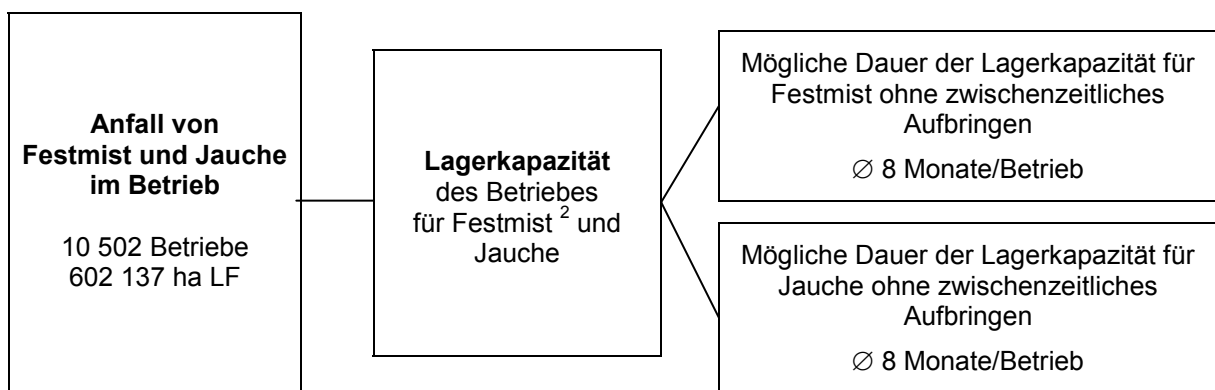 Anfall von
Festmist und Jauche
im Betrieb
10 502 Betriebe
602 137 ha LF
Lagerkapazität
des Betriebes
für Festmist ² und
Jauche
Mögliche Dauer der Lagerkapazität für
Festmist ohne zwischenzeitliches
Aufbringen
∅ 8 Monate/Betrieb
Mögliche Dauer der Lagerkapazität für
Jauche ohne zwischenzeitliches
Aufbringen
∅ 8 Monate/Betrieb